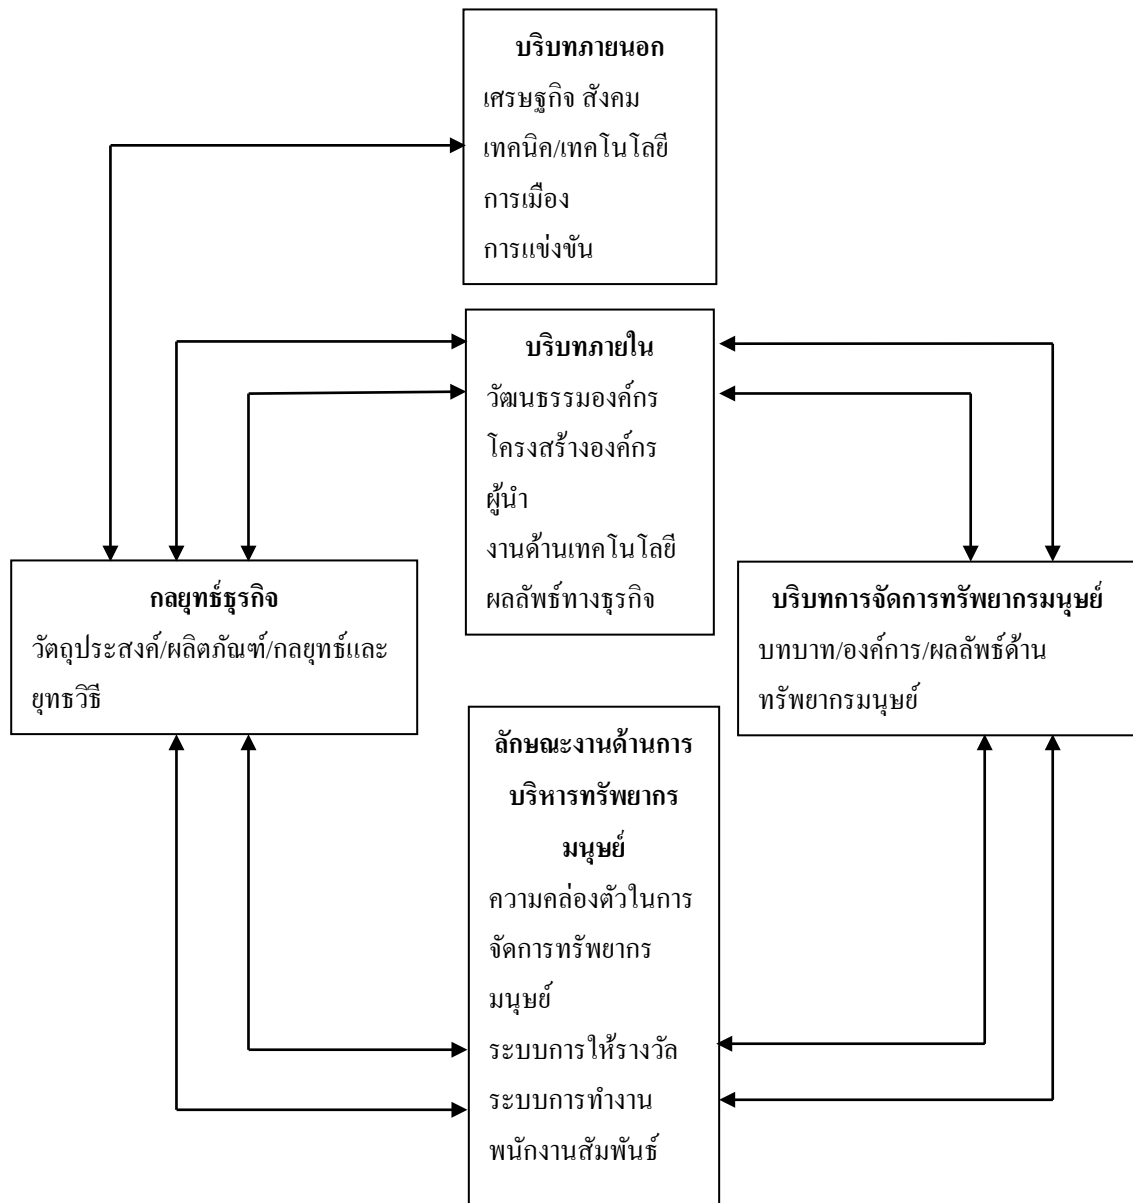 บริบทภายนอก
เศรษฐกิจ สังคม
เทคนิค/เทคโนโลยี
การเมือง
การแข่งขัน
บริบทภายใน
วัฒนธรรมองค์กร
โครงสร้างองค์กร
ผู้นำ
งานด้านเทคโนโลยี
ผลลัพธ์ทางธุรกิจ
กลยุทธ์ธุรกิจ
วัตถุประสงค์/ผลิตภัณฑ์/กลยุทธ์และ
ยุทธวิธี
บริบทการจัดการทรัพยากรมนุษย์
บทบาท/องค์การ/ผลลัพธ์ด้าน
ทรัพยากรมนุษย์
ลักษณะงานด้านการ
บริหารทรัพยากร
มนุษย์
ความคล่องตัวในการ
จัดการทรัพยากร
มนุษย์
ระบบการให้รางวัล
ระบบการทำงาน
พนักงานสัมพันธ์